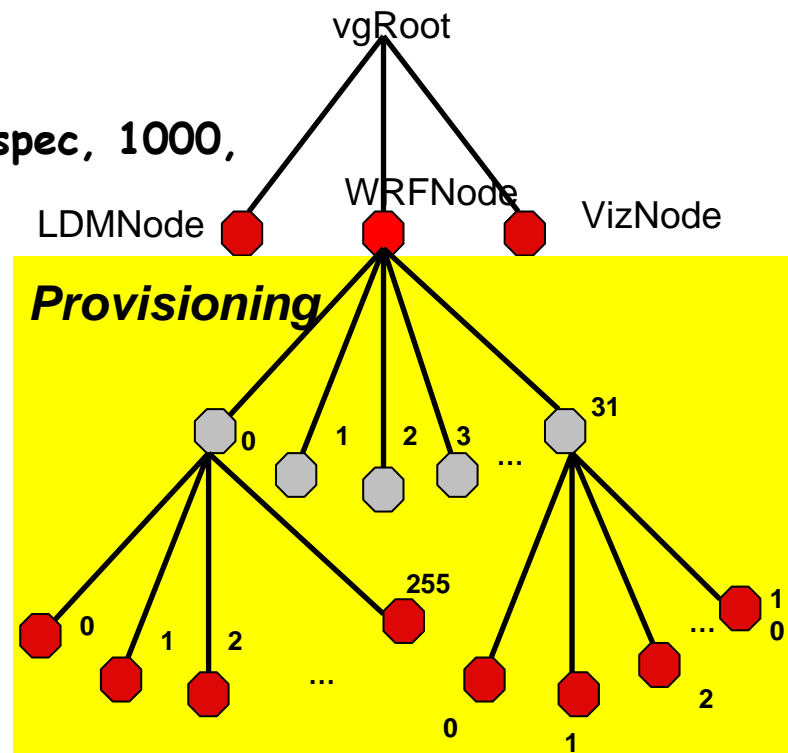 vgRoot
spec, 1000,
WRFNode
LDMNode
VizNode
Provisioning
31
0
1
2
3
...
255
1
0
0
1
2
...
...
2
0
1